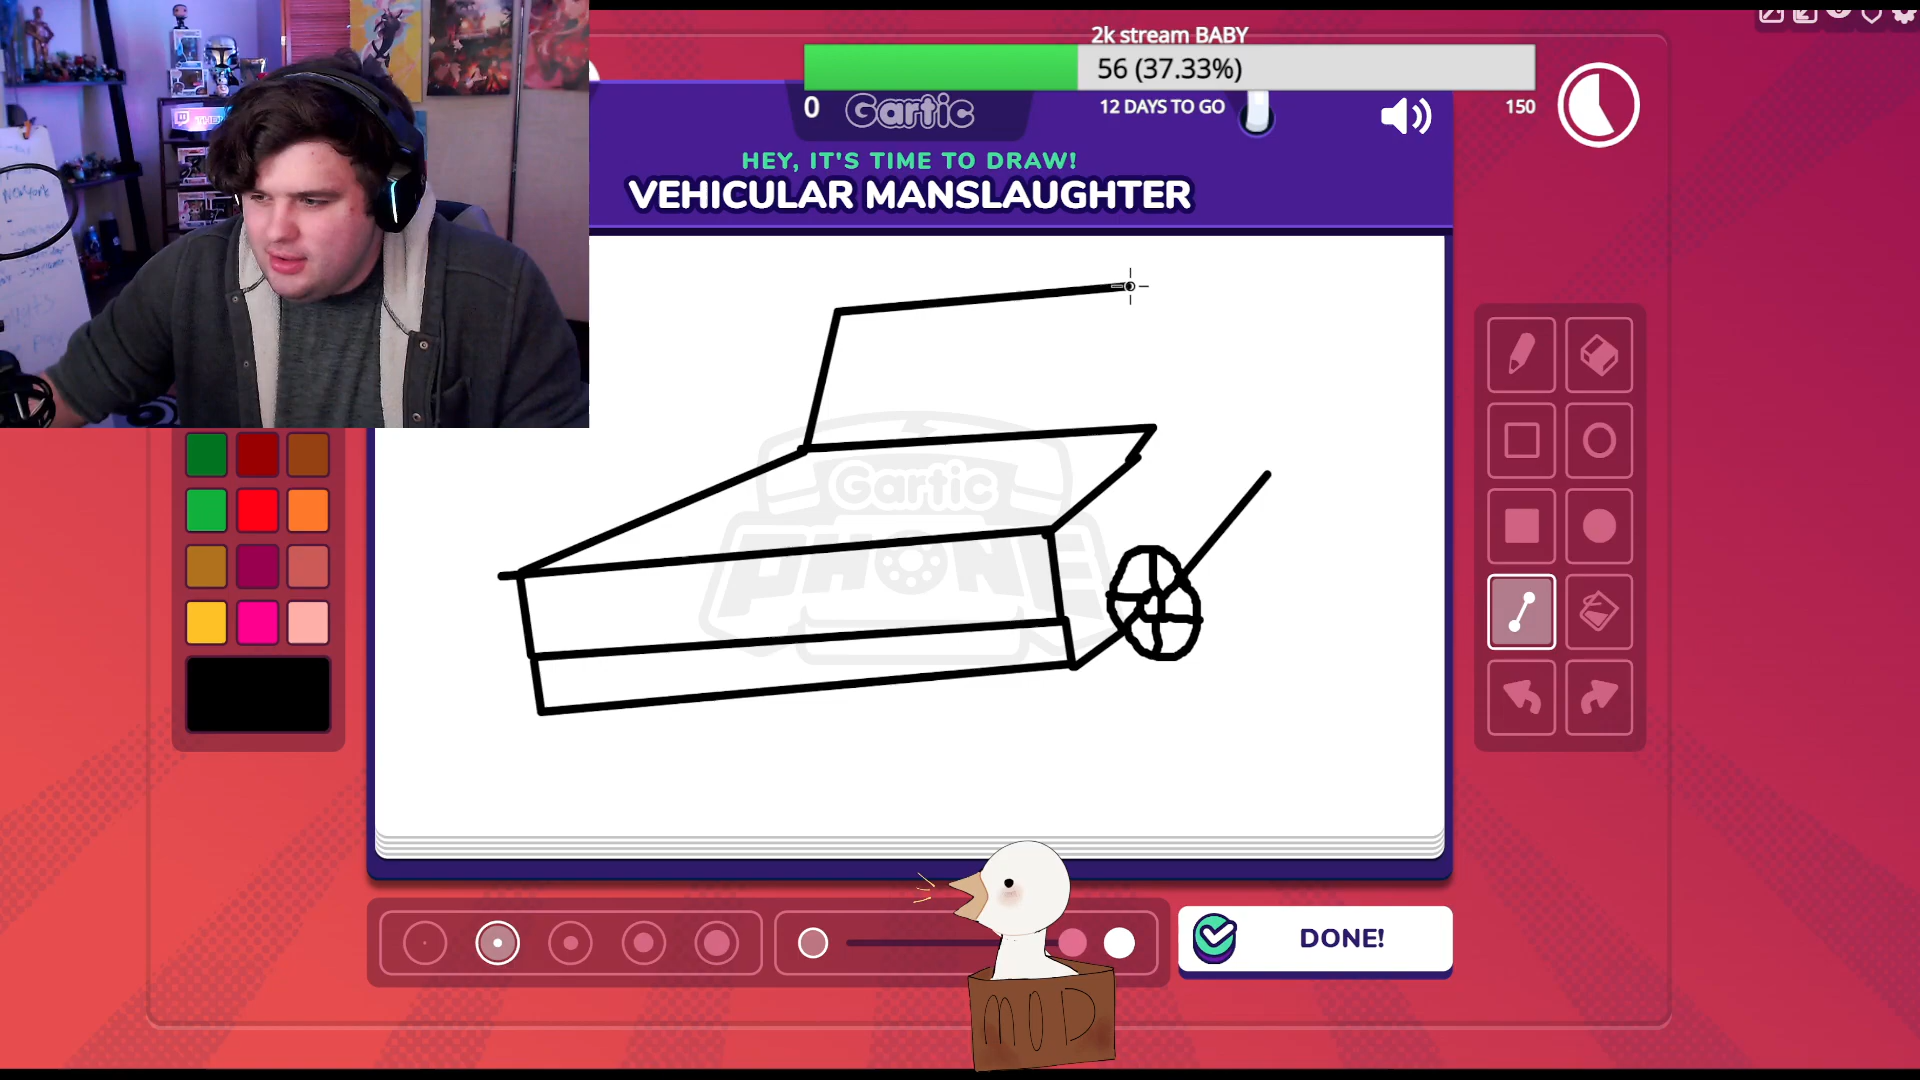 2k stream BABY
56 (37.33%)
0
12 DAYS TO GO
150
Gartic
HEY, IT'S TIME TO DRAW!
VEHICULAR MANSLAUGHTER
Gartic
PHONE
DONE!
MOD